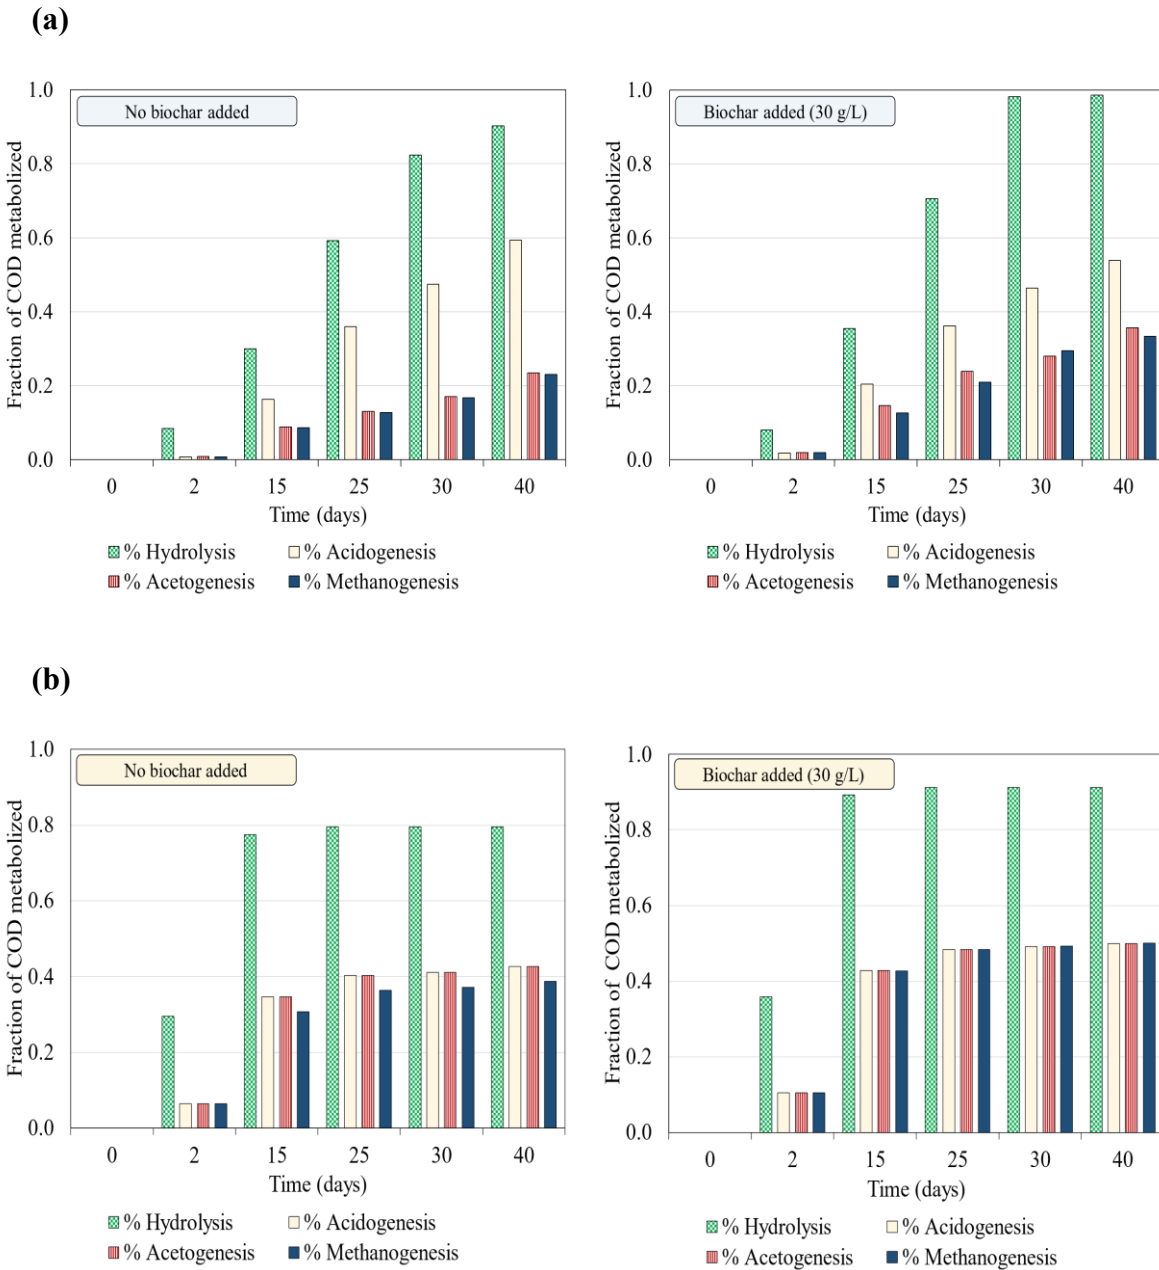 (a)
No biochar added
1.0
0.8
0.6
0.4
0.2
0.0
Fraction of COD metabolized
0 2 15 25 30 40
Time (days)
% Hydrolysis % Acidogenesis
% Acetogenesis % Methanogenesis
Biochar added (30 g/L)
1.0
0.8
0.6
0.4
0.2
0.0
Fraction of COD metabolized
0 2 15 25 30 40
Time (days)
% Hydrolysis % Acidogenesis
% Acetogenesis % Methanogenesis
(b)
No biochar added
1.0
0.8
0.6
0.4
0.2
0.0
Fraction of COD metabolized
0 2 15 25 30 40
Time (days)
% Hydrolysis % Acidogenesis
% Acetogenesis % Methanogenesis
Biochar added (30 g/L)
1.0
0.8
0.6
0.4
0.2
0.0
Fraction of COD metabolized
0 2 15 25 30 40
Time (days)
% Hydrolysis % Acidogenesis
% Acetogenesis % Methanogenesis